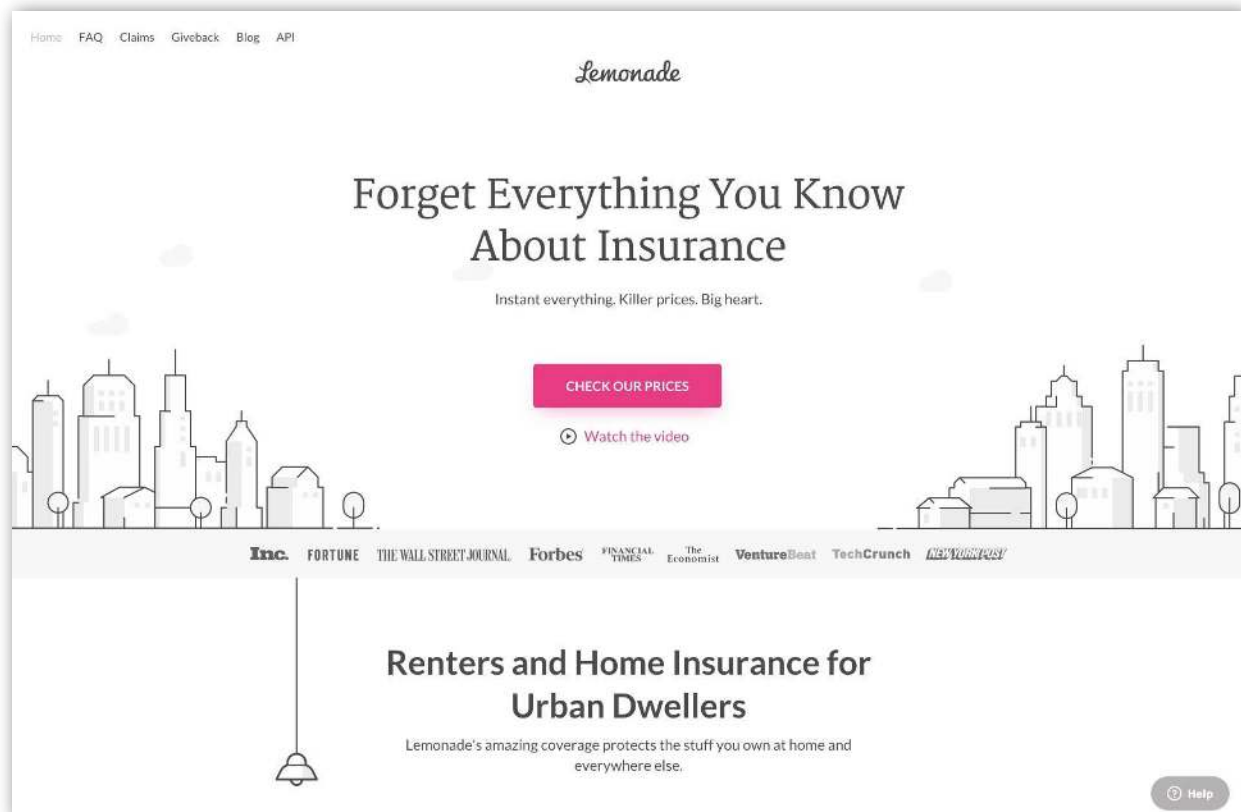 Home FAQ Claims Giveback Blog API
Lemonade
Forget Everything You Know
About Insurance
Instant everything. Killer prices. Big heart.
CHECK OUR PRICES
Watch the video
Inc. FORTUNE THE WALL STREET JOURNAL Forbes FINANCIAL TIMES The Economist VentureBeat TechCrunch NEW YORK POST
Renters and Home Insurance for
Urban Dwellers
Lemonade's amazing coverage protects the stuff you own at home and
everywhere else.
Help